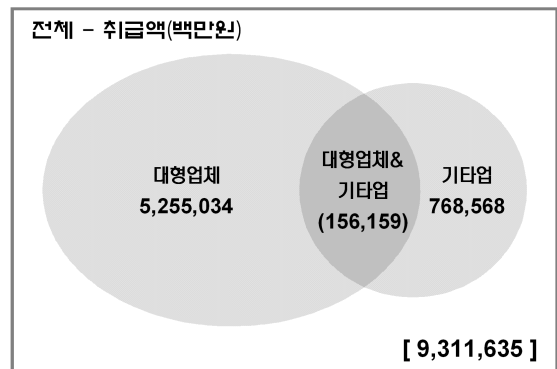 전체 – 취급액(백만원)
대형업체
5,255,034
대형업체&
기타업
(156,159)
기타업
768,568
[ 9,311,635 ]